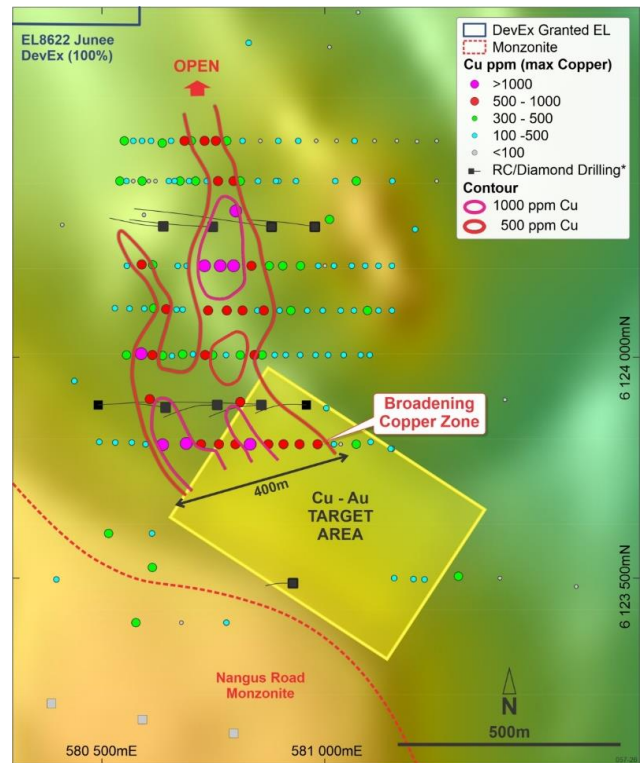 EL8622 Junee
DevEx (100%)
OPEN
DevEx Granted EL
Monzonite
Cu ppm (max Copper)
>1000
500 - 1000
300 - 500
100 -500
<100
RC/Diamond Drilling*
Contour
1000 ppm Cu
500 ppm Cu
6 124 000mN
Broadening
Copper Zone
400m
Cu - Au
TARGET
AREA
6 123 500mN
Nangus Road
Monzonite
N
500m
580 500mE
581 000mE